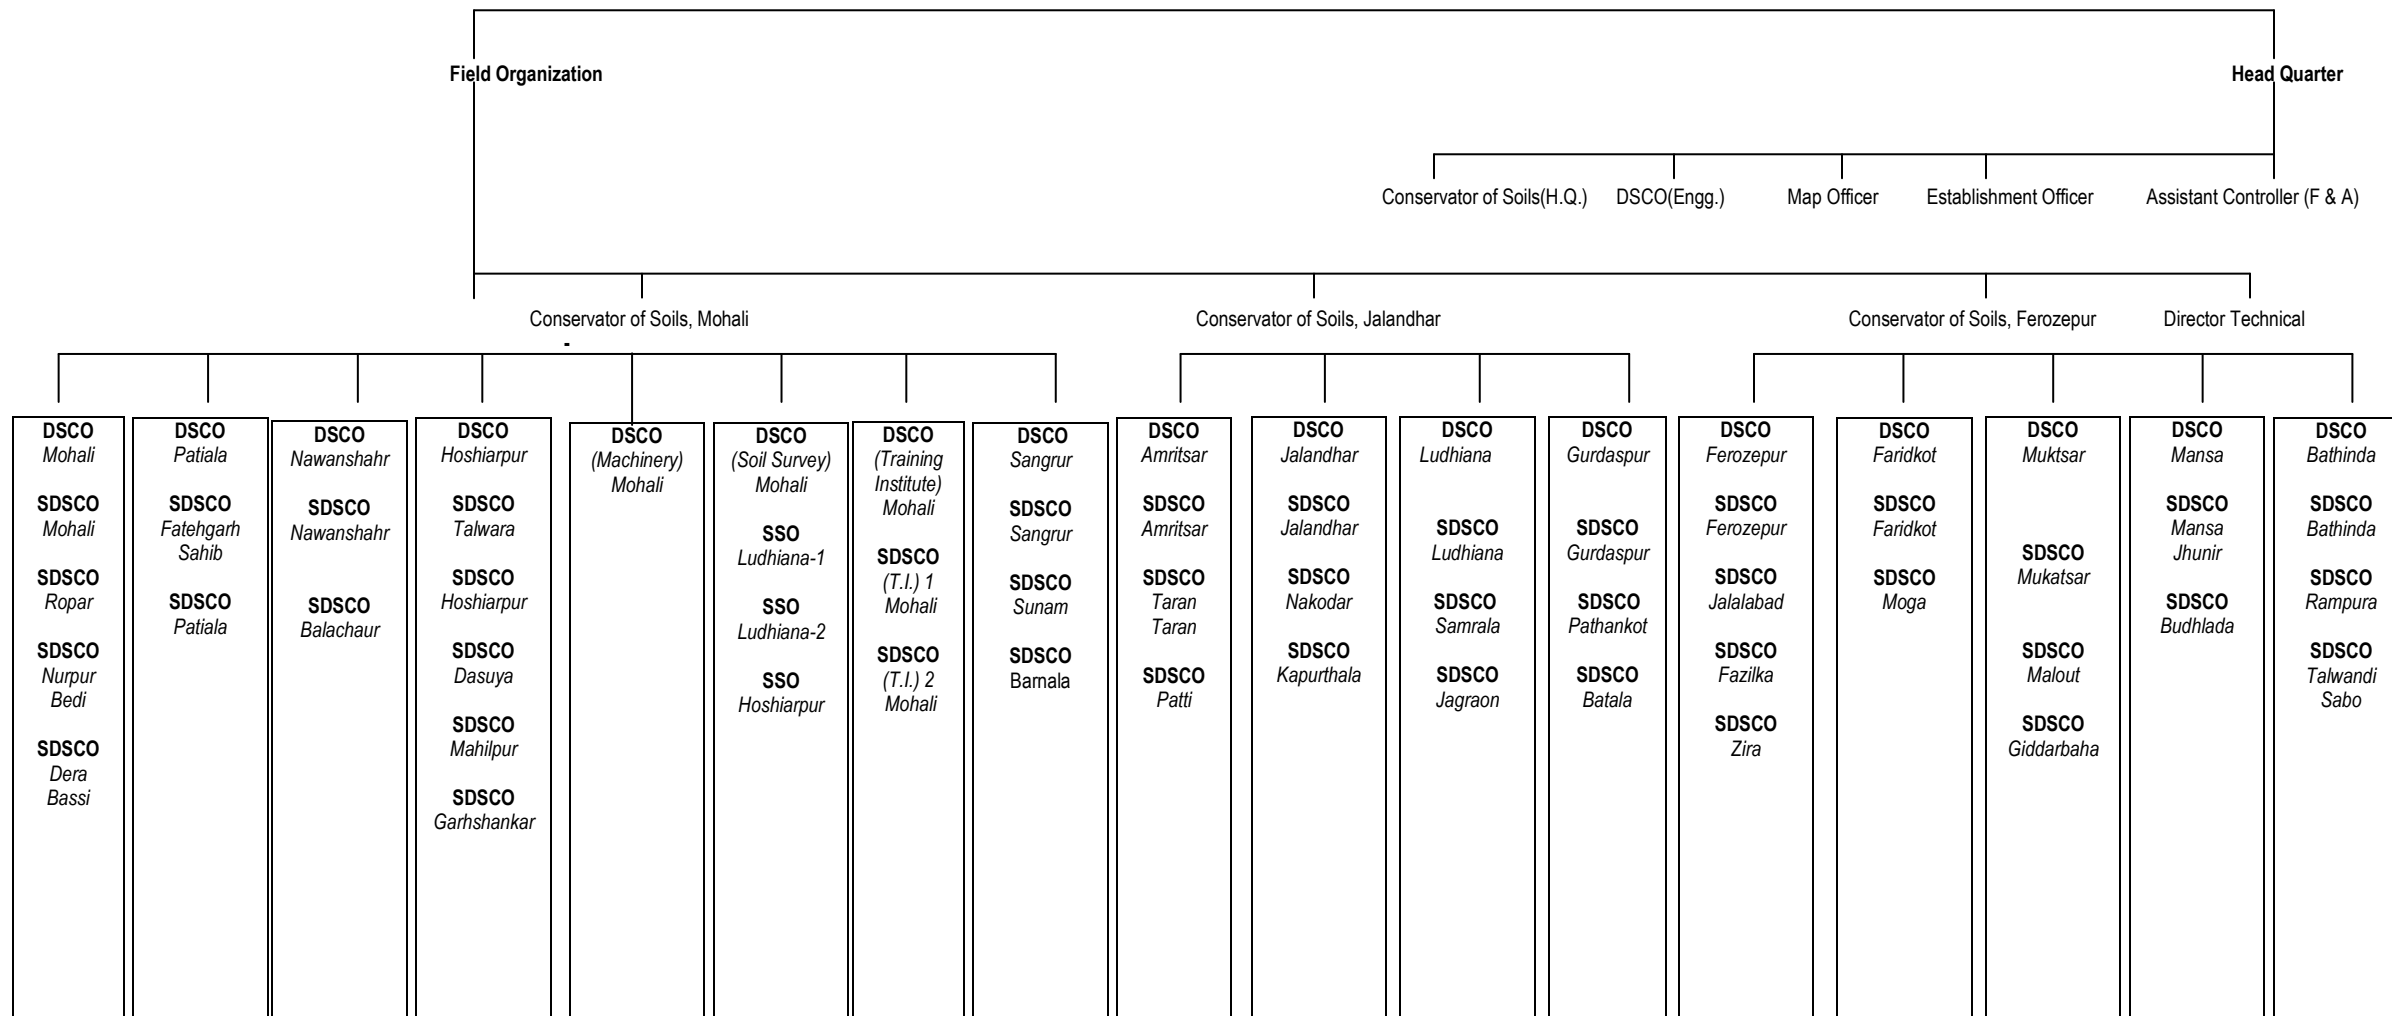 Field Organization
Head Quarter
Conservator of Soils(H.Q.)
DSCO(Engg.)
Map Officer
Establishment Officer
Assistant Controller (F & A)
Conservator of Soils, Mohali
Conservator of Soils, Jalandhar
Conservator of Soils, Ferozepur
Director Technical
-
DSCO
Mohali
SDSCO
Mohali
SDSCO
Ropar
SDSCO
Nurpur
Bedi
SDSCO
Dera
Bassi
DSCO
Patiala
SDSCO
Fatehgarh
Sahib
SDSCO
Patiala
DSCO
Nawanshahr
SDSCO
Nawanshahr
SDSCO
Balachaur
DSCO
Hoshiarpur
SDSCO
Talwara
SDSCO
Hoshiarpur
SDSCO
Dasuya
SDSCO
Mahilpur
SDSCO
Garhshankar
DSCO
(Machinery)
Mohali
DSCO
(Soil Survey)
Mohali
SSO
Ludhiana-1
SSO
Ludhiana-2
SSO
Hoshiarpur
DSCO
(Training
Institute)
Mohali
SDSCO
(T.I.) 1
Mohali
SDSCO
(T.I.) 2
Mohali
DSCO
Sangrur
SDSCO
Sangrur
SDSCO
Sunam
SDSCO
Barnala
DSCO
Amritsar
SDSCO
Amritsar
SDSCO
Taran
Taran
SDSCO
Patti
DSCO
Jalandhar
SDSCO
Jalandhar
SDSCO
Nakodar
SDSCO
Kapurthala
DSCO
Ludhiana
SDSCO
Ludhiana
SDSCO
Samrala
SDSCO
Jagraon
DSCO
Gurdaspur
SDSCO
Gurdaspur
SDSCO
Pathankot
SDSCO
Batala
DSCO
Ferozepur
SDSCO
Ferozepur
SDSCO
Jalalabad
SDSCO
Fazilka
SDSCO
Zira
DSCO
Faridkot
SDSCO
Faridkot
SDSCO
Moga
DSCO
Muktsar
SDSCO
Mukatsar
SDSCO
Malout
SDSCO
Giddarbaha
DSCO
Mansa
SDSCO
Mansa
Jhunir
SDSCO
Budhlada
DSCO
Bathinda
SDSCO
Bathinda
SDSCO
Rampura
SDSCO
Talwandi
Sabo